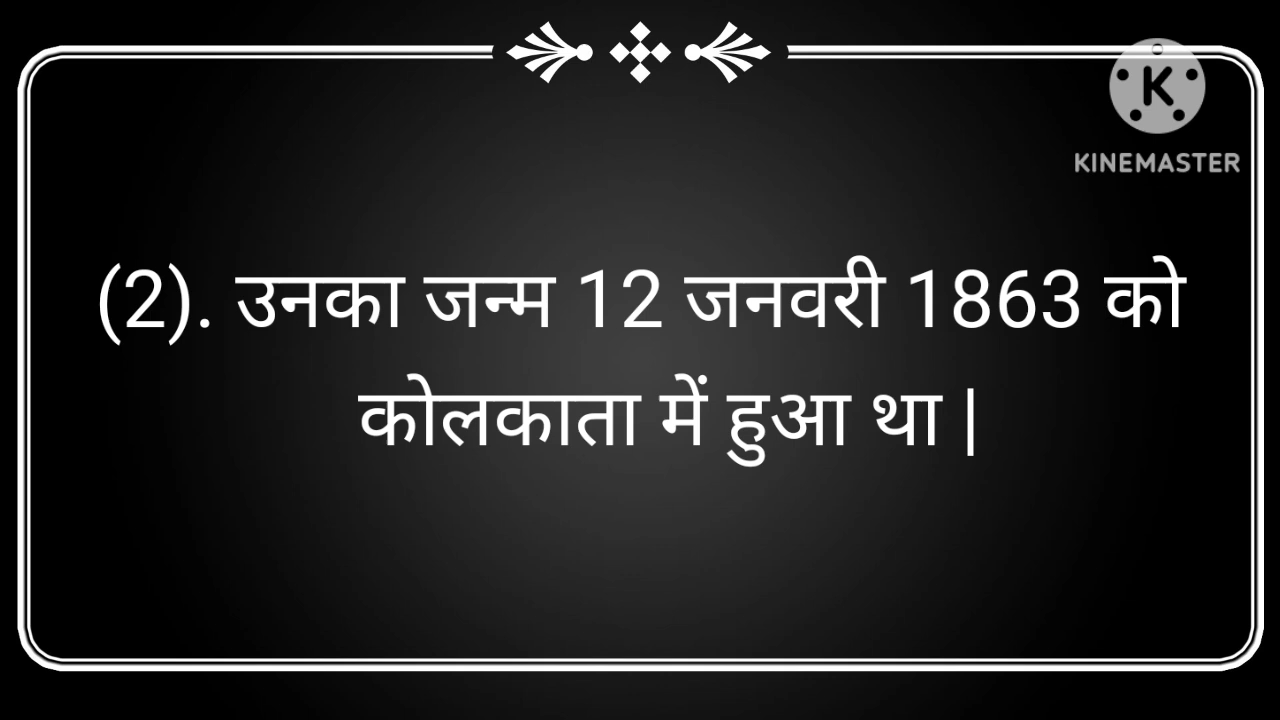 K
KINEMASTER
(2). उनका जन्म 12 जनवरी 1863 को
कोलकाता में हुआ था |